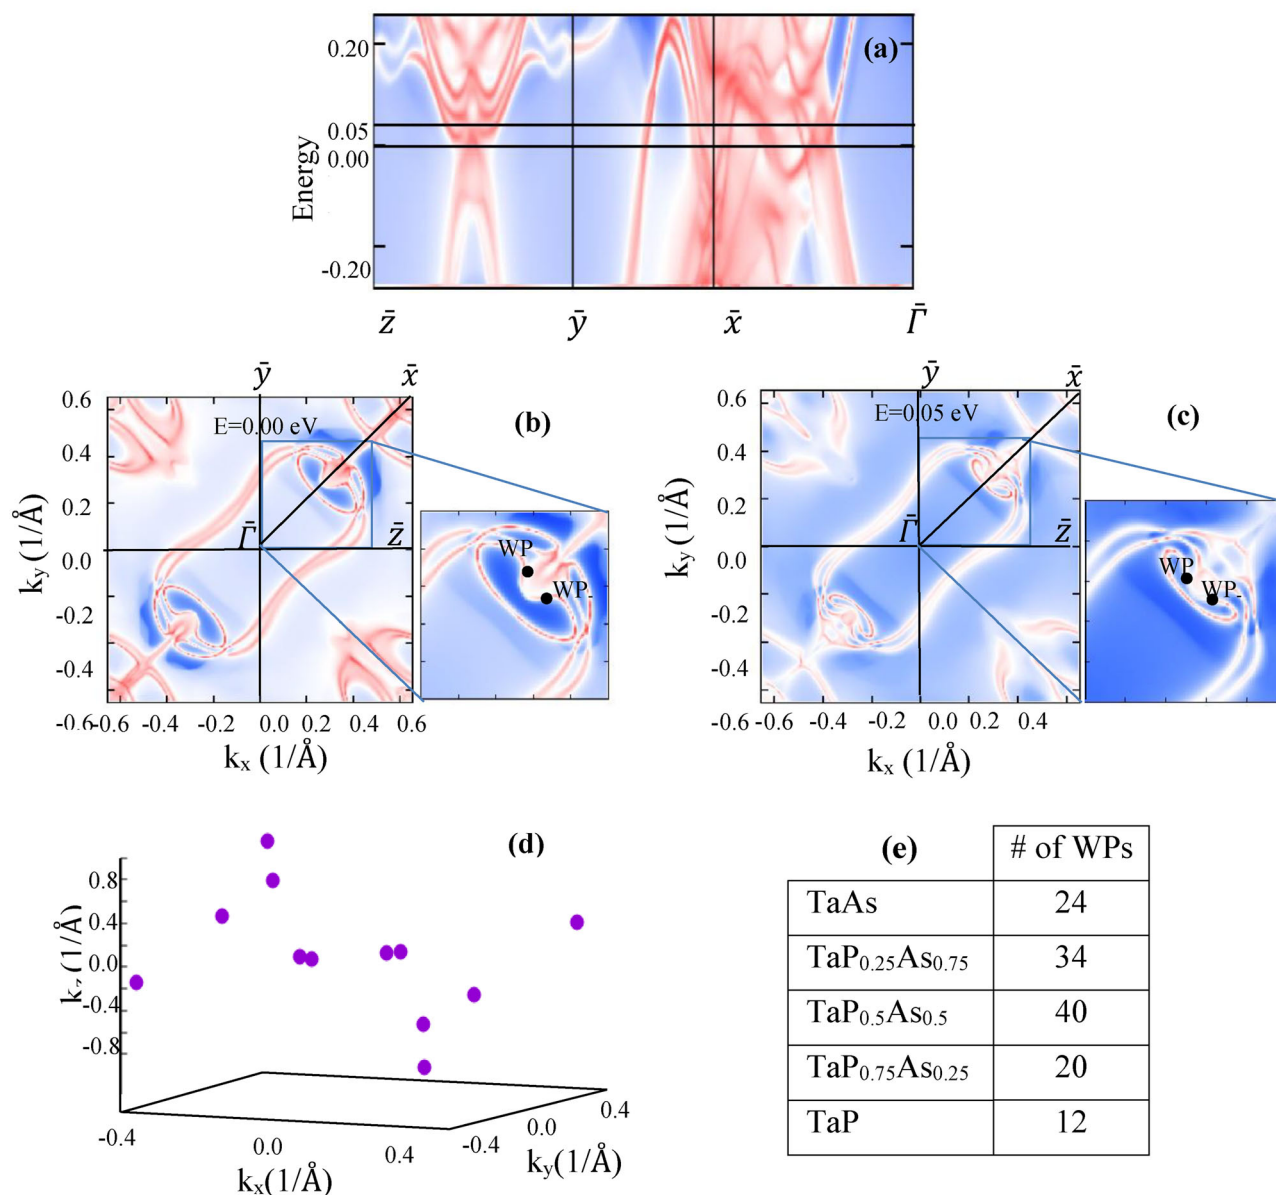 (a)
0.20
0.05
0.00
-0.20
Energy
z̄ ȳ x̄ Γ̄
ȳ x̄
(b)
E=0.00 eV
0.6
0.4
0.2
0.0
-0.2
-0.4
-0.6
k_y (1/Å)
Γ̄ z̄
WP
WP-
-0.6 -0.4 -0.2 0.0 0.2 0.4 0.6
k_x (1/Å)
ȳ x̄
(c)
E=0.05 eV
0.6
0.4
0.2
0.0
-0.2
-0.4
-0.6
k_y (1/Å)
Γ̄ z̄
WP
WP-
-0.6 -0.4 -0.2 0.0 0.2 0.4
k_x (1/Å)
(d)
0.8
0.4
0.0
-0.4
-0.8
k_z (1/Å)
-0.4 0.0 0.4
k_x(1/Å)
-0.4 0.0 0.4
k_y(1/Å)
(e) # of WPs
TaAs 24
TaP₀.₂₅As₀.₇₅ 34
TaP₀.₅As₀.₅ 40
TaP₀.₇₅As₀.₂₅ 20
TaP 12